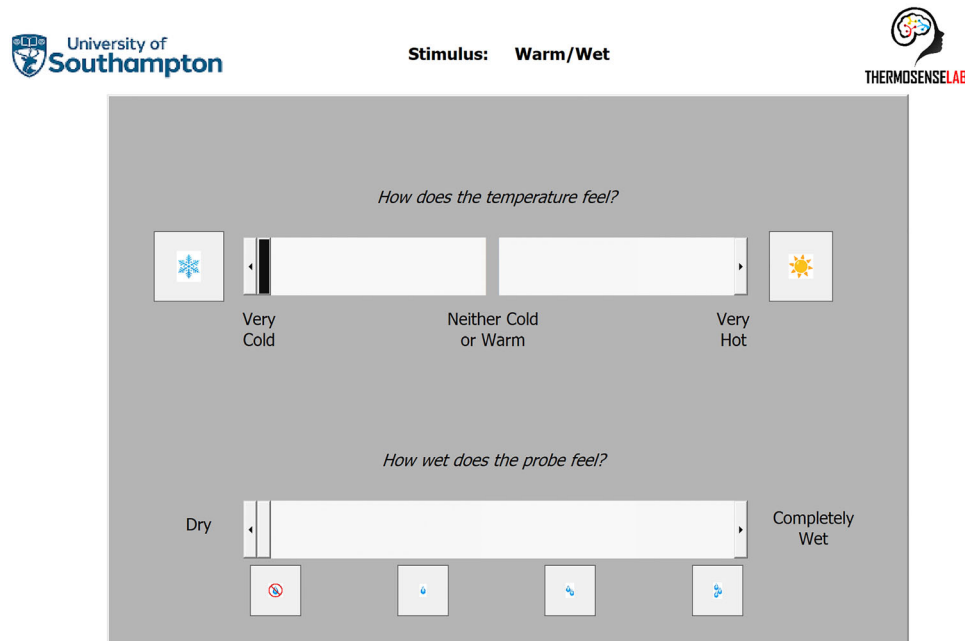 University of
Southampton
Stimulus: Warm/Wet
THERMOSENSELAB
How does the temperature feel?
Very
Cold
Neither Cold
or Warm
Very
Hot
How wet does the probe feel?
Dry
Completely
Wet